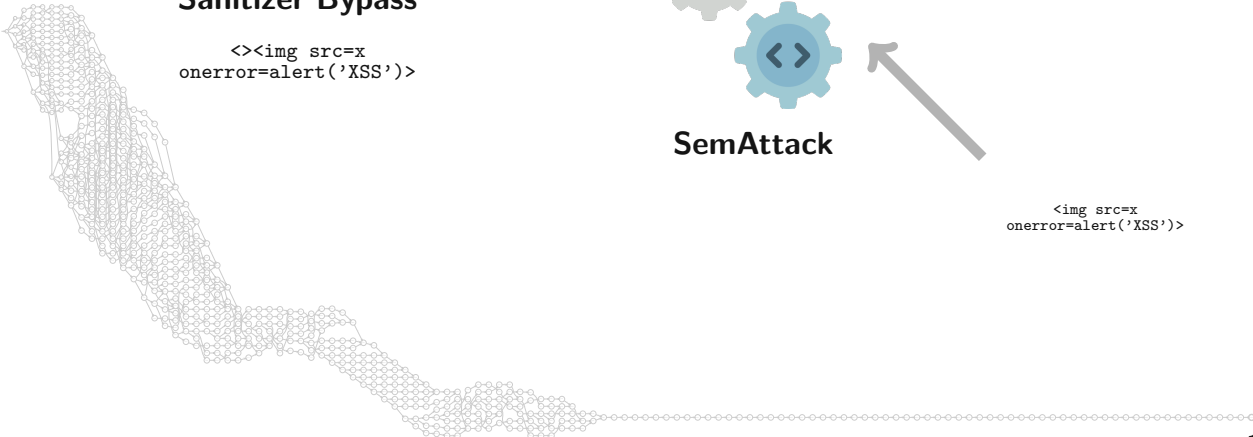 Sanitizer Bypass
<><img src=x
onerror=alert('XSS')>
SemAttack
<img src=x
onerror=alert('XSS')>